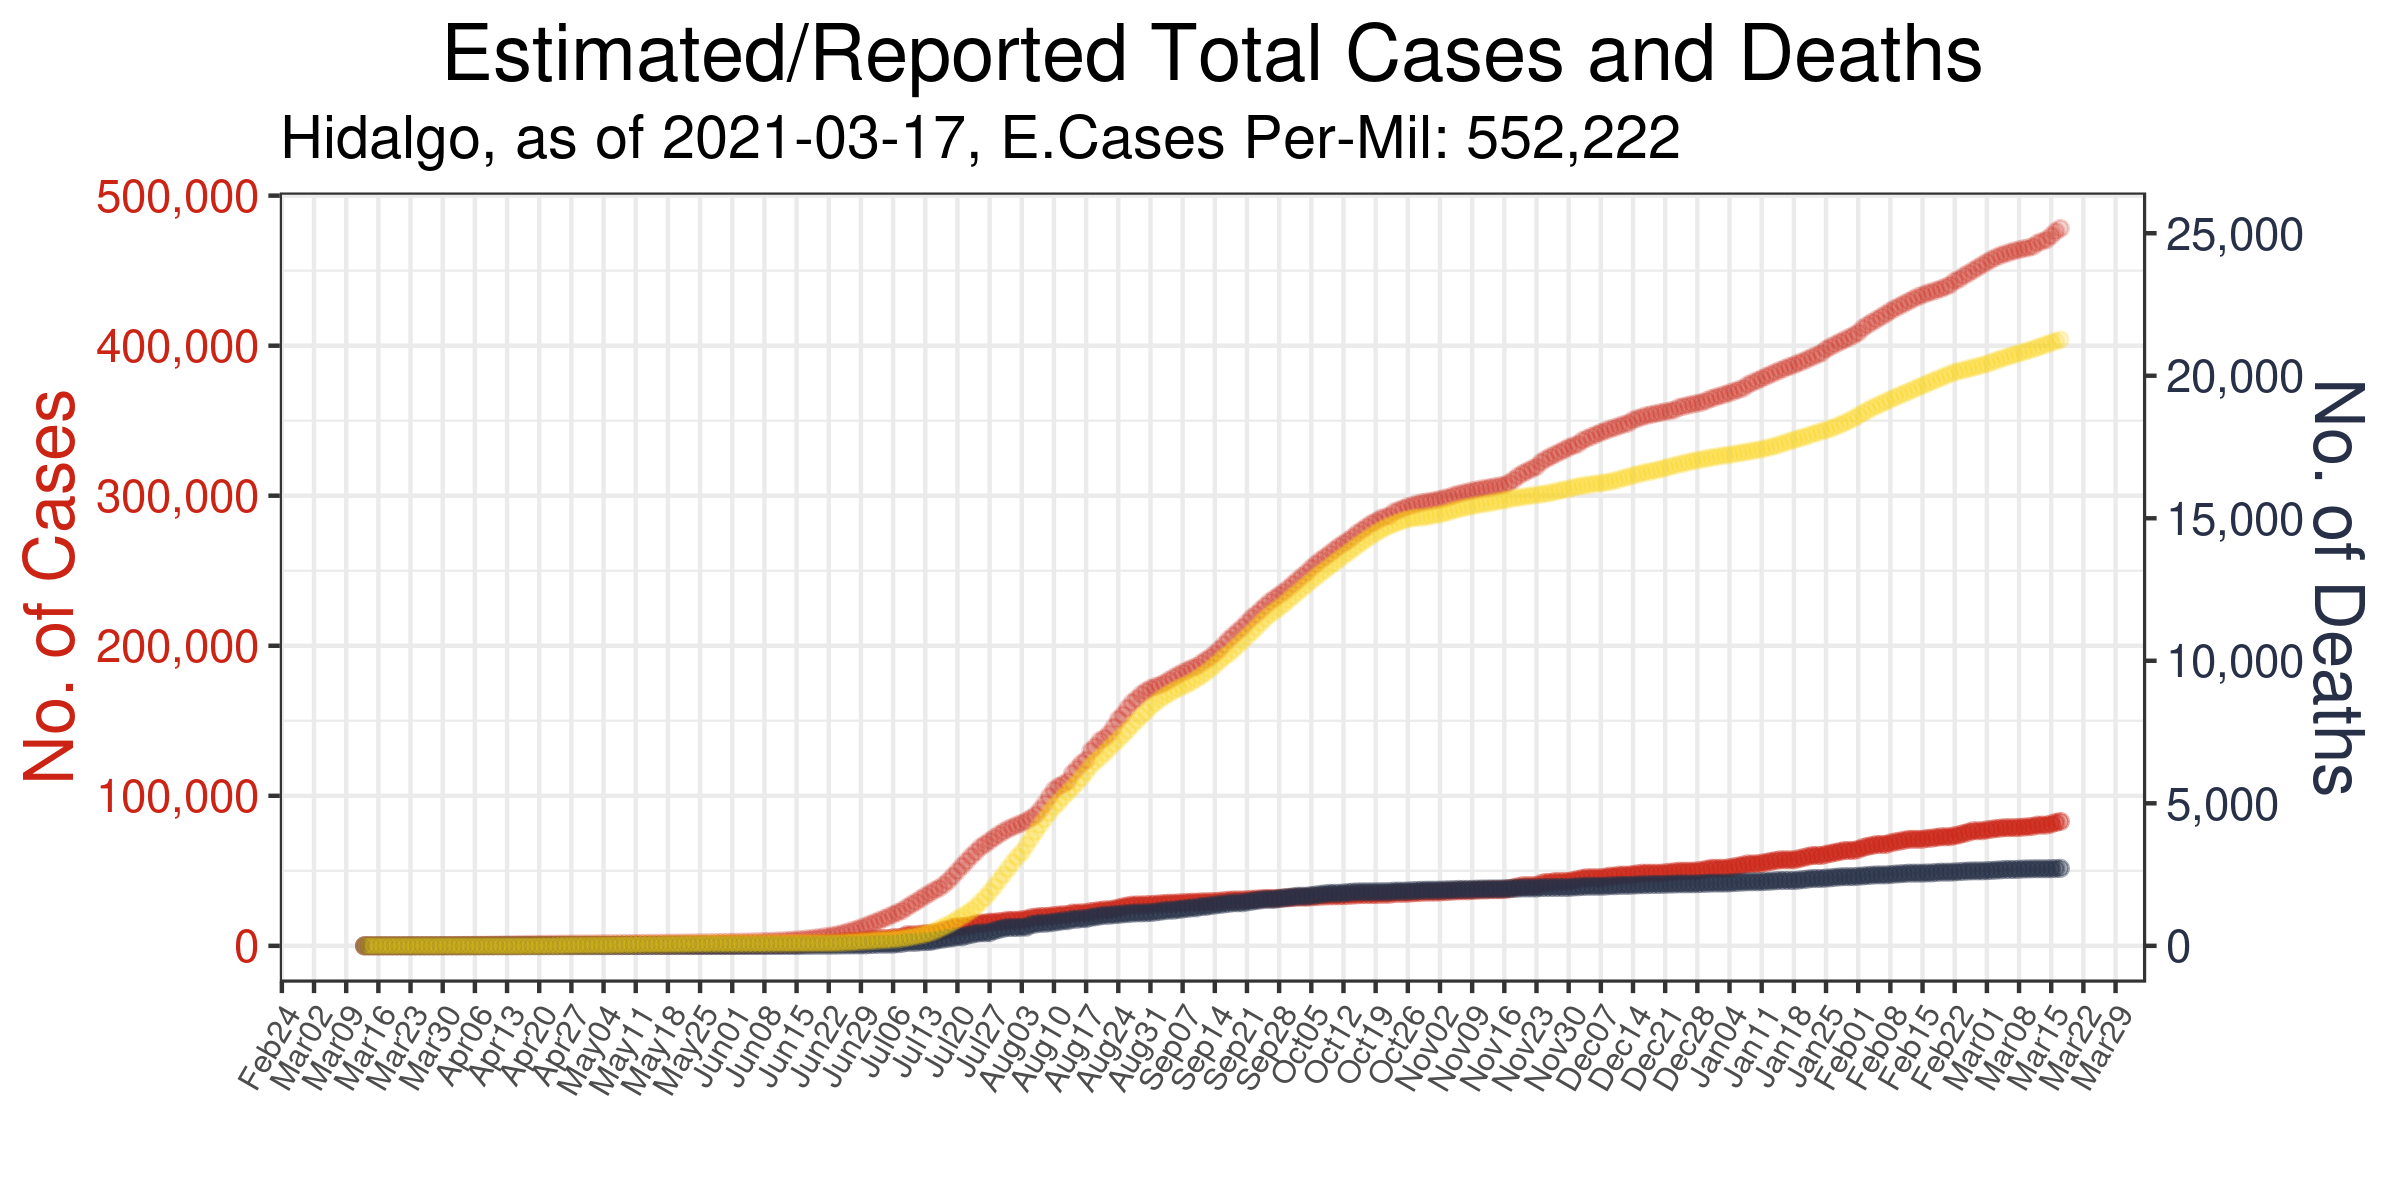 Estimated/Reported Total Cases and Deaths
Hidalgo, as of 2021-03-17, E.Cases Per-Mil: 552,222
No. of Cases
500,000
400,000
300,000
200,000
100,000
0
25,000
20,000
15,000
10,000
5,000
0
No. of Deaths
Feb24
Mar02
Mar09
Mar16
Mar23
Mar30
Apr06
Apr13
Apr20
Apr27
May04
May11
May18
May25
Jun01
Jun08
Jun15
Jun22
Jun29
Jul06
Jul13
Jul20
Jul27
Aug03
Aug10
Aug17
Aug24
Aug31
Sep07
Sep14
Sep21
Sep28
Oct05
Oct12
Oct19
Oct26
Nov02
Nov09
Nov16
Nov23
Nov30
Dec07
Dec14
Dec21
Dec28
Jan04
Jan11
Jan18
Jan25
Feb01
Feb08
Feb15
Feb22
Mar01
Mar08
Mar15
Mar22
Mar29